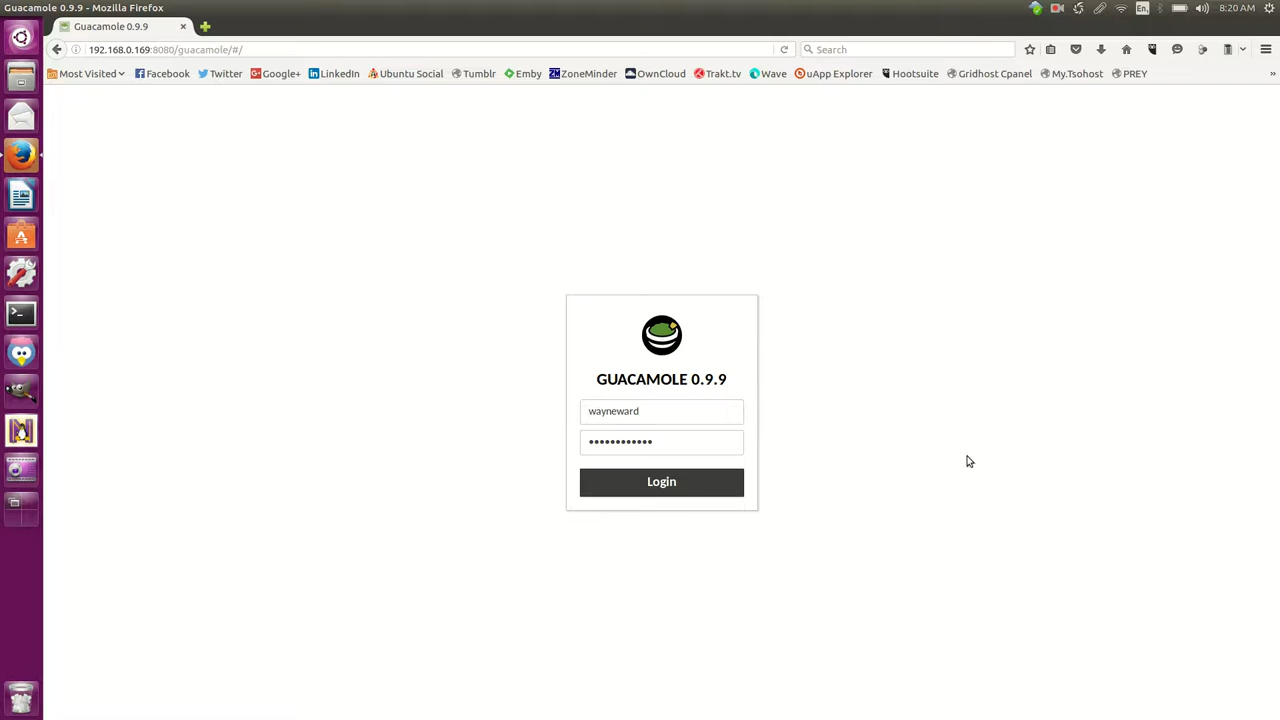 Guacamole 0.9.9 - Mozilla Firefox
En
8:20 AM
Guacamole 0.9.9
192.168.0.169:8080/guacamole/#/
Search
Most Visited Facebook Twitter Google+ LinkedIn Ubuntu Social Tumblr Emby ZoneMinder OwnCloud Trakt.tv Wave uApp Explorer Hootsuite Gridhost Cpanel My.Tsohost PREY
GUACAMOLE 0.9.9
wayneward
••••••••••••
Login